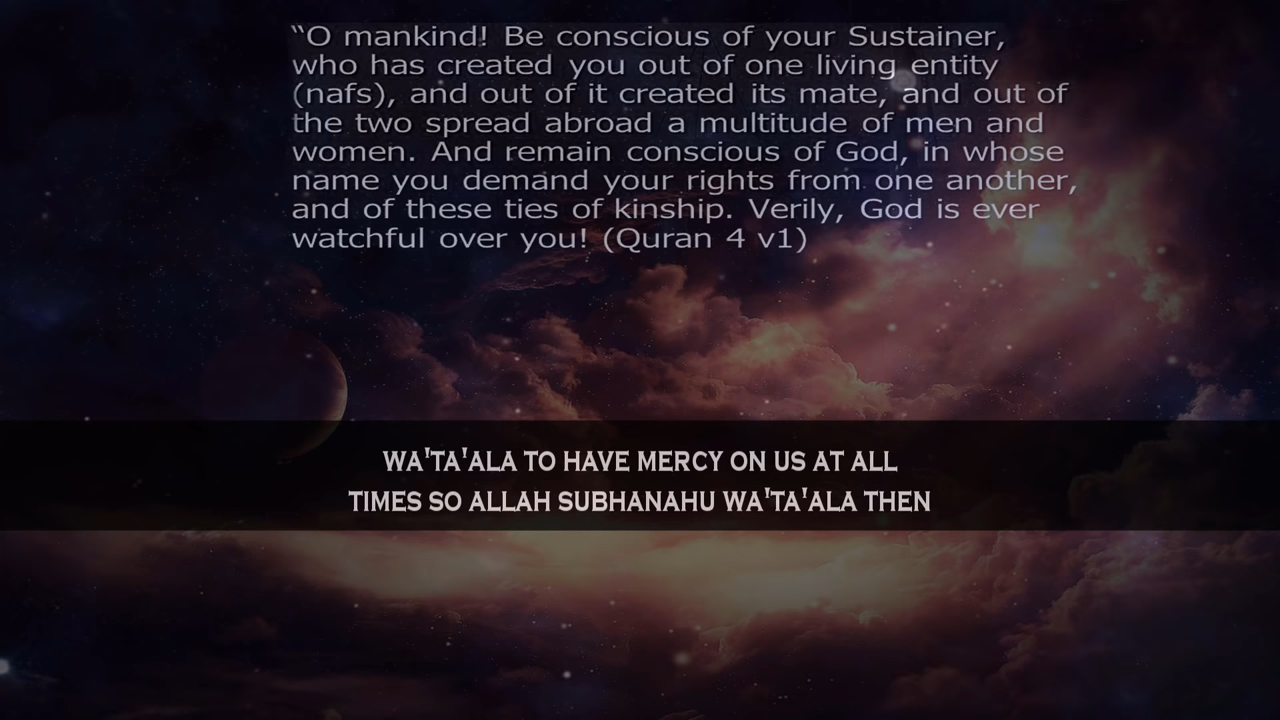 “O mankind! Be conscious of your Sustainer,
who has created you out of one living entity
(nafs), and out of it created its mate, and out of
the two spread abroad a multitude of men and
women. And remain conscious of God, in whose
name you demand your rights from one another,
and of these ties of kinship. Verily, God is ever
watchful over you! (Quran 4 v1)
WA'TA'ALA TO HAVE MERCY ON US AT ALL
TIMES SO ALLAH SUBHANAHU WA'TA'ALA THEN